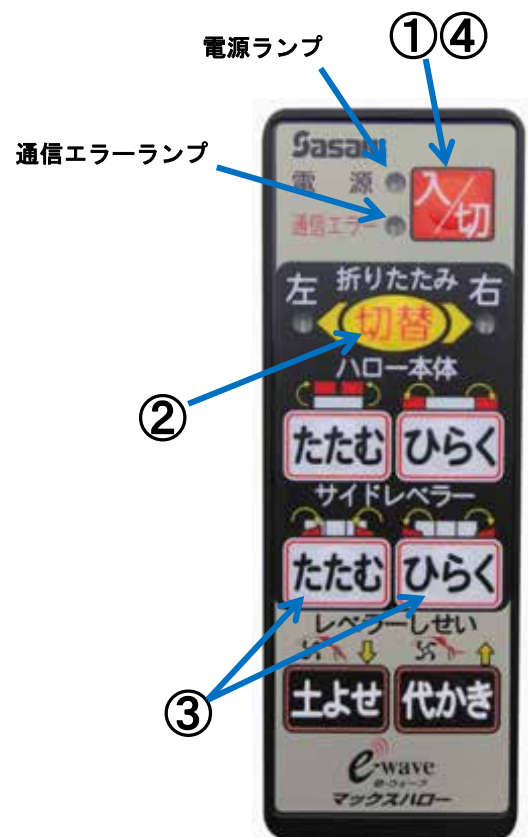 電源ランプ
①④
通信エラーランプ
Sasaki
電源
入/切
通信エラー
折りたたみ
左
右
切替
②
ハロー本体
たたむ
ひらく
サイドレベラー
たたむ
ひらく
③
レベラーしせい
土よせ
代かき
e-wave
e-ウェーブ
マックスハロー